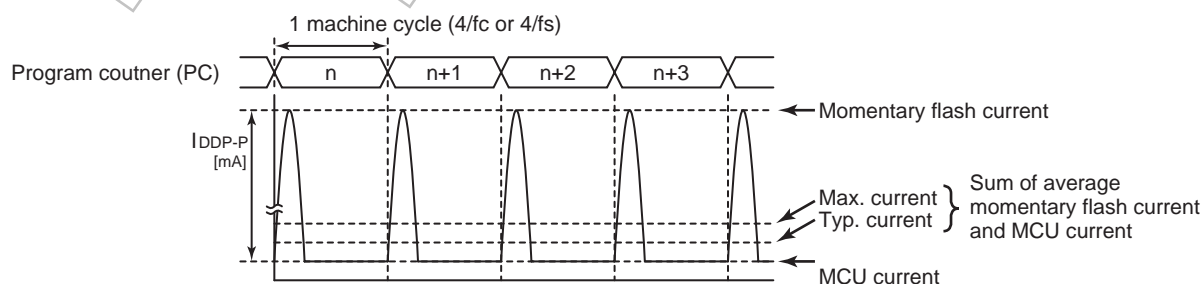 1 machine cycle (4/fc or 4/fs)
Program coutner (PC)
n
n+1
n+2
n+3
Momentary flash current
IDDP-P
[mA]
Max. current
Typ. current
Sum of average
momentary flash current
and MCU current
MCU current